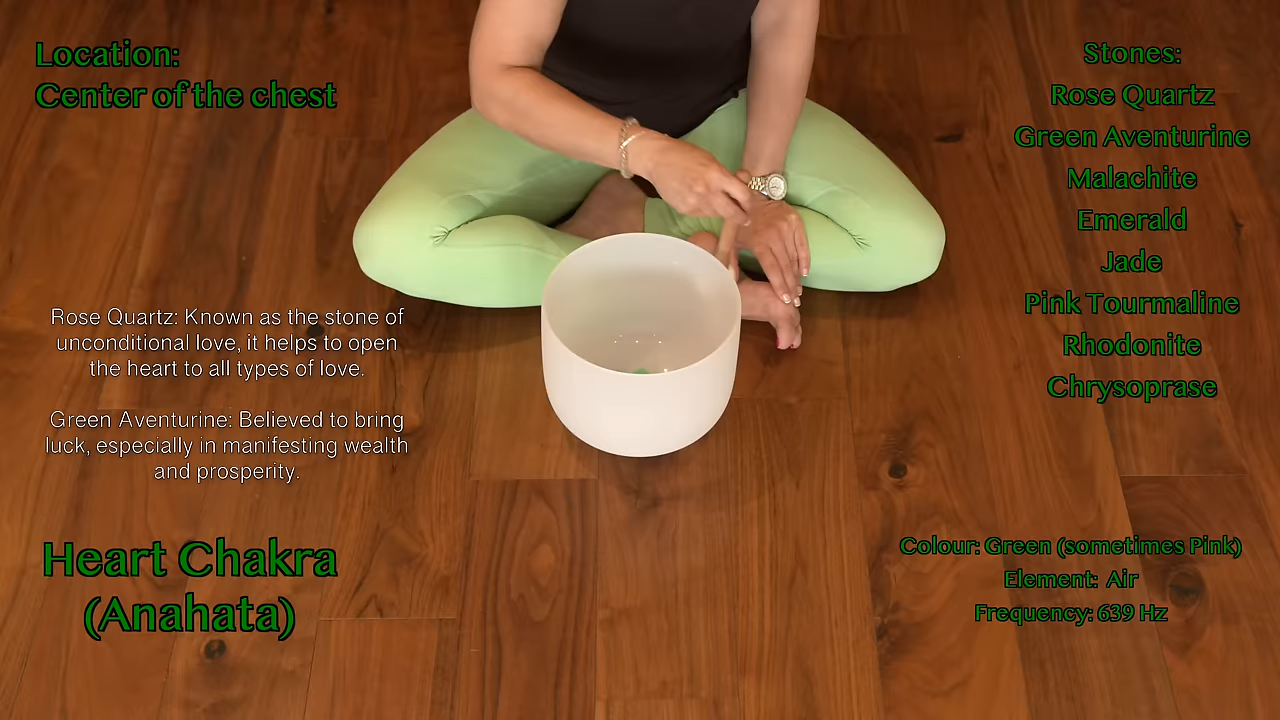 Location:
Center of the chest
Stones:
Rose Quartz
Green Aventurine
Malachite
Emerald
Jade
Pink Tourmaline
Rhodonite
Chrysoprase
Rose Quartz: Known as the stone of
unconditional love, it helps to open
the heart to all types of love.
Green Aventurine: Believed to bring
luck, especially in manifesting wealth
and prosperity.
Heart Chakra
(Anahata)
Colour: Green (sometimes Pink)
Element: Air
Frequency: 639 Hz